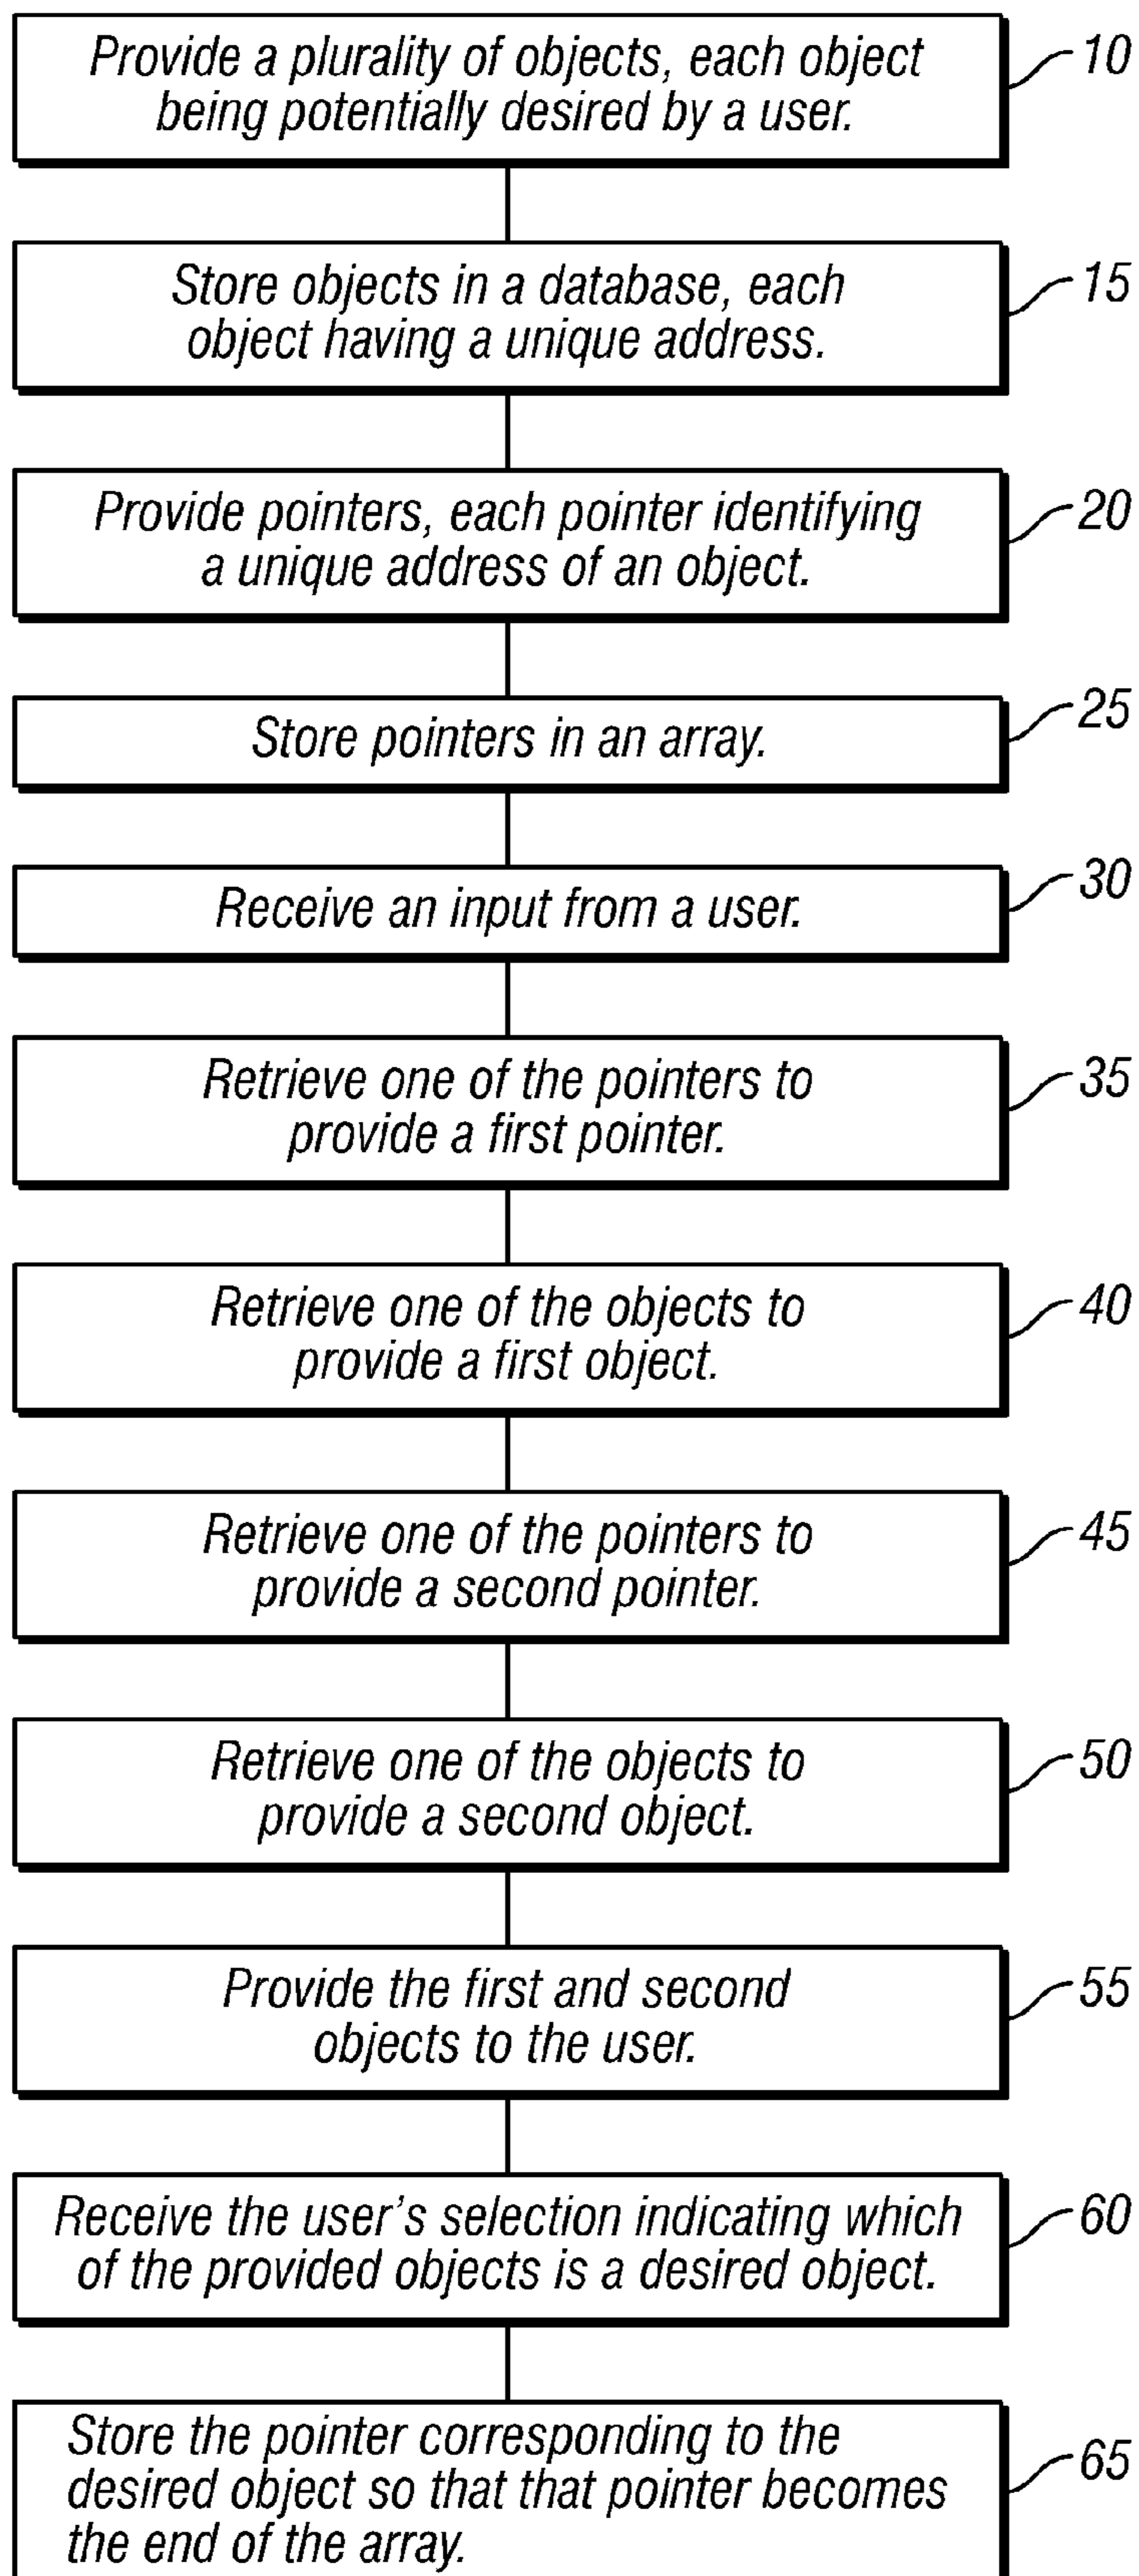 Provide a plurality of objects, each object
being potentially desired by a user.
10
Store objects in a database, each
object having a unique address.
15
Provide pointers, each pointer identifying
a unique address of an object.
20
Store pointers in an array.
25
Receive an input from a user.
30
Retrieve one of the pointers to
provide a first pointer.
35
Retrieve one of the objects to
provide a first object.
40
Retrieve one of the pointers to
provide a second pointer.
45
Retrieve one of the objects to
provide a second object.
50
Provide the first and second
objects to the user.
55
Receive the user's selection indicating which
of the provided objects is a desired object.
60
Store the pointer corresponding to the
desired object so that that pointer becomes
the end of the array.
65